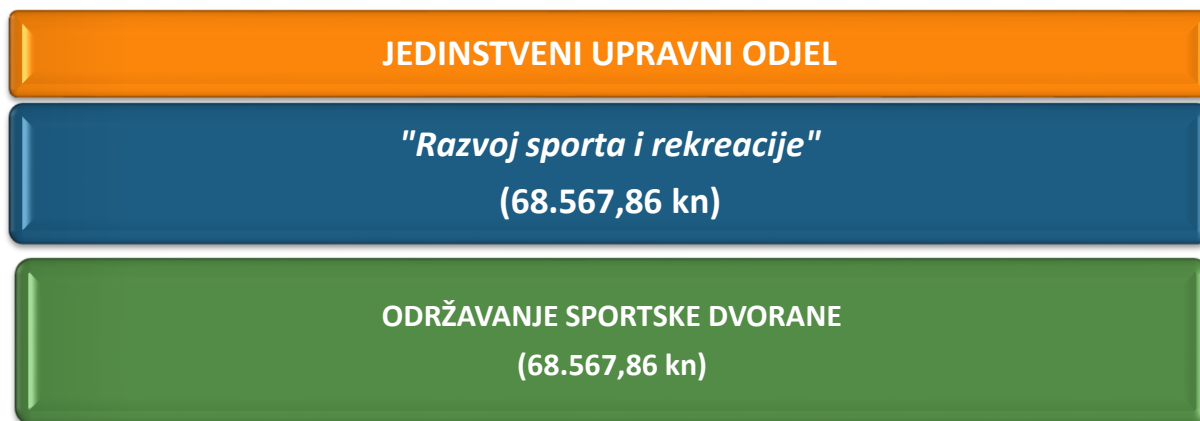 JEDINSTVENI UPRAVNI ODJEL
"Razvoj sporta i rekreacije"
(68.567,86 kn)
ODRŽAVANJE SPORTSKE DVORANE
(68.567,86 kn)